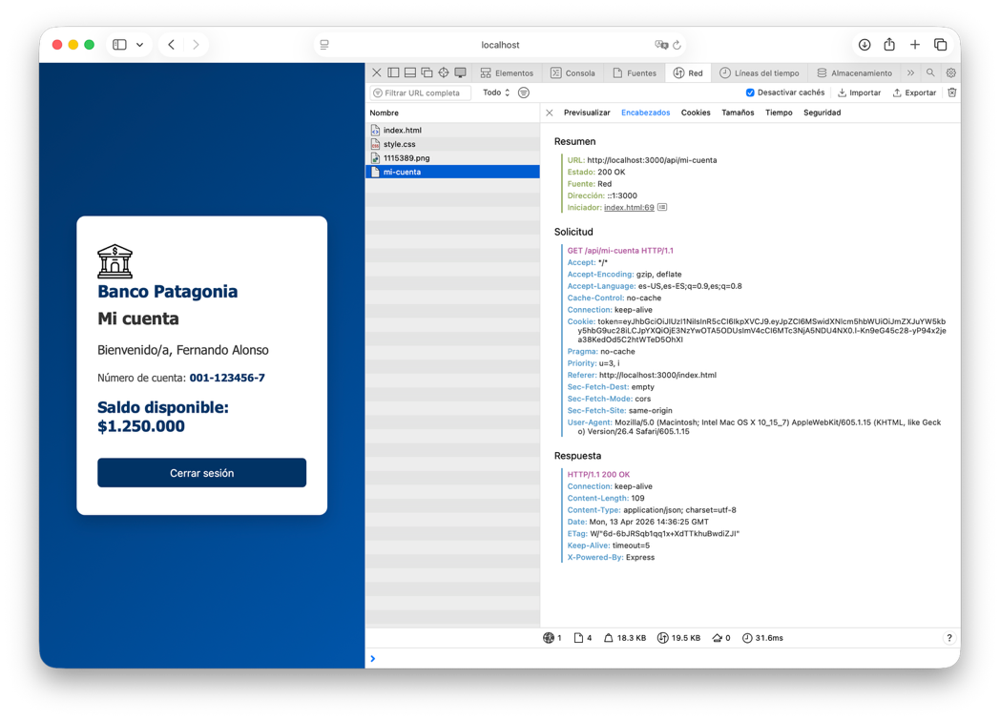 localhost
Elementos
Consola
Fuentes
Red
Líneas del tiempo
Almacenamiento
Filtrar URL completa
Todo
Desactivar cachés
Importar
Exportar
Nombre
index.html
style.css
1115389.png
mi-cuenta
Previsualizar
Encabezados
Cookies
Tamaños
Tiempo
Seguridad
Banco Patagonia
Mi cuenta
Bienvenido/a, Fernando Alonso
Número de cuenta: 001-123456-7
Saldo disponible:
$1.250.000
Cerrar sesión
Resumen
URL: http://localhost:3000/api/mi-cuenta
Estado: 200 OK
Fuente: Red
Dirección: ::1:3000
Iniciador: index.html:69
Solicitud
GET /api/mi-cuenta HTTP/1.1
Accept: */*
Accept-Encoding: gzip, deflate
Accept-Language: es-US,es-ES;q=0.9,es;q=0.8
Cache-Control: no-cache
Connection: keep-alive
Cookie:
Pragma: no-cache
Priority: u=3, i
Referer: http://localhost:3000/index.html
Sec-Fetch-Dest: empty
Sec-Fetch-Mode: cors
Sec-Fetch-Site: same-origin
User-Agent: Mozilla/5.0 (Macintosh; Intel Mac OS X 10_15_7) AppleWebKit/605.1.15 (KHTML, like Geck
o) Version/26.4 Safari/605.1.15
Respuesta
HTTP/1.1 200 OK
Connection: keep-alive
Content-Length: 109
Content-Type: application/json; charset=utf-8
Date: Mon, 13 Apr 2026 14:36:25 GMT
ETag: W/"6d-6bJRSqb1qq1x+XdTTkhuBwdiZJI"
Keep-Alive: timeout=5
X-Powered-By: Express
1
4
18.3 KB
19.5 KB
0
31.6ms
?